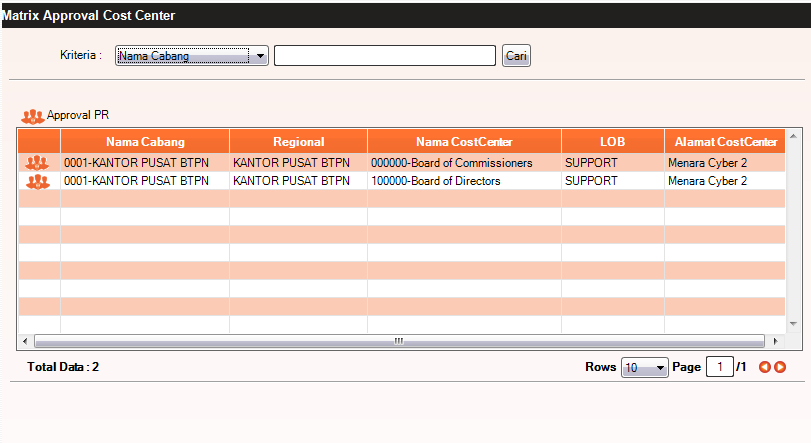 Matrix Approval Cost Center
Kriteria : Nama Cabang Cari
Approval PR
Nama Cabang Regional Nama CostCenter LOB Alamat CostCenter
0001-KANTOR PUSAT BTPN KANTOR PUSAT BTPN 000000-Board of Commissioners SUPPORT Menara Cyber 2
0001-KANTOR PUSAT BTPN KANTOR PUSAT BTPN 100000-Board of Directors SUPPORT Menara Cyber 2
Total Data : 2 Rows 10 Page 1 /1